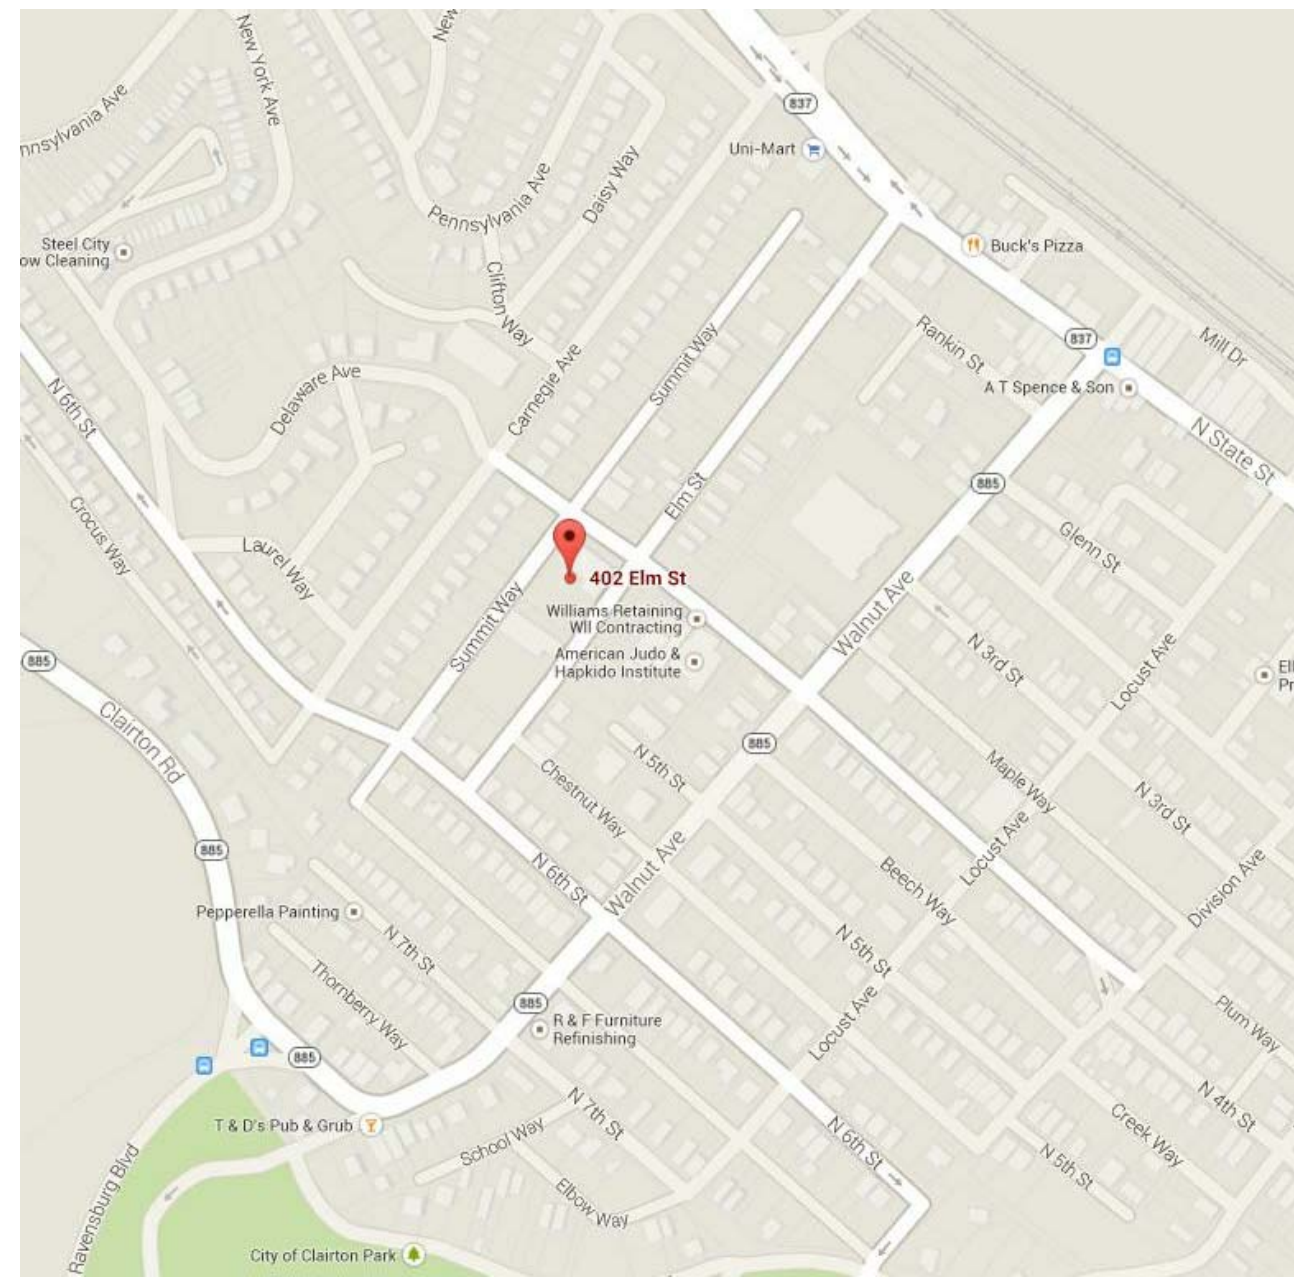 New York Ave
New
nnsylvania Ave
837
Uni-Mart
Daisy Way
Pennsylvania Ave
Steel City
ow Cleaning
Buck's Pizza
Clifton Way
Rankin St
837
Mill Dr
Summit Way
A T Spence & Son
Delaware Ave
Carnegie Ave
N 6th St
N State St
885
Elm St
Crocus Way
Laurel Way
Glenn St
402 Elm St
Williams Retaining
Wll Contracting
Summit Way
Walnut Ave
American Judo &
Hapkido Institute
N 3rd St
Locust Ave
885
Ell
Pr
Clairton Rd
885
N 5th St
Chestnut Way
Maple Way
N 3rd St
885
N 6th St
Walnut Ave
Locust Ave
Beech Way
Division Ave
Pepperella Painting
N 7th St
N 5th St
Thornberry Way
885
R & F Furniture
Refinishing
Locust Ave
Plum Way
885
T & D's Pub & Grub
School Way
N 7th St
N 6th St
N 4th St
Creek Way
N 5th St
Ravensburg Blvd
Elbow Way
City of Clairton Park